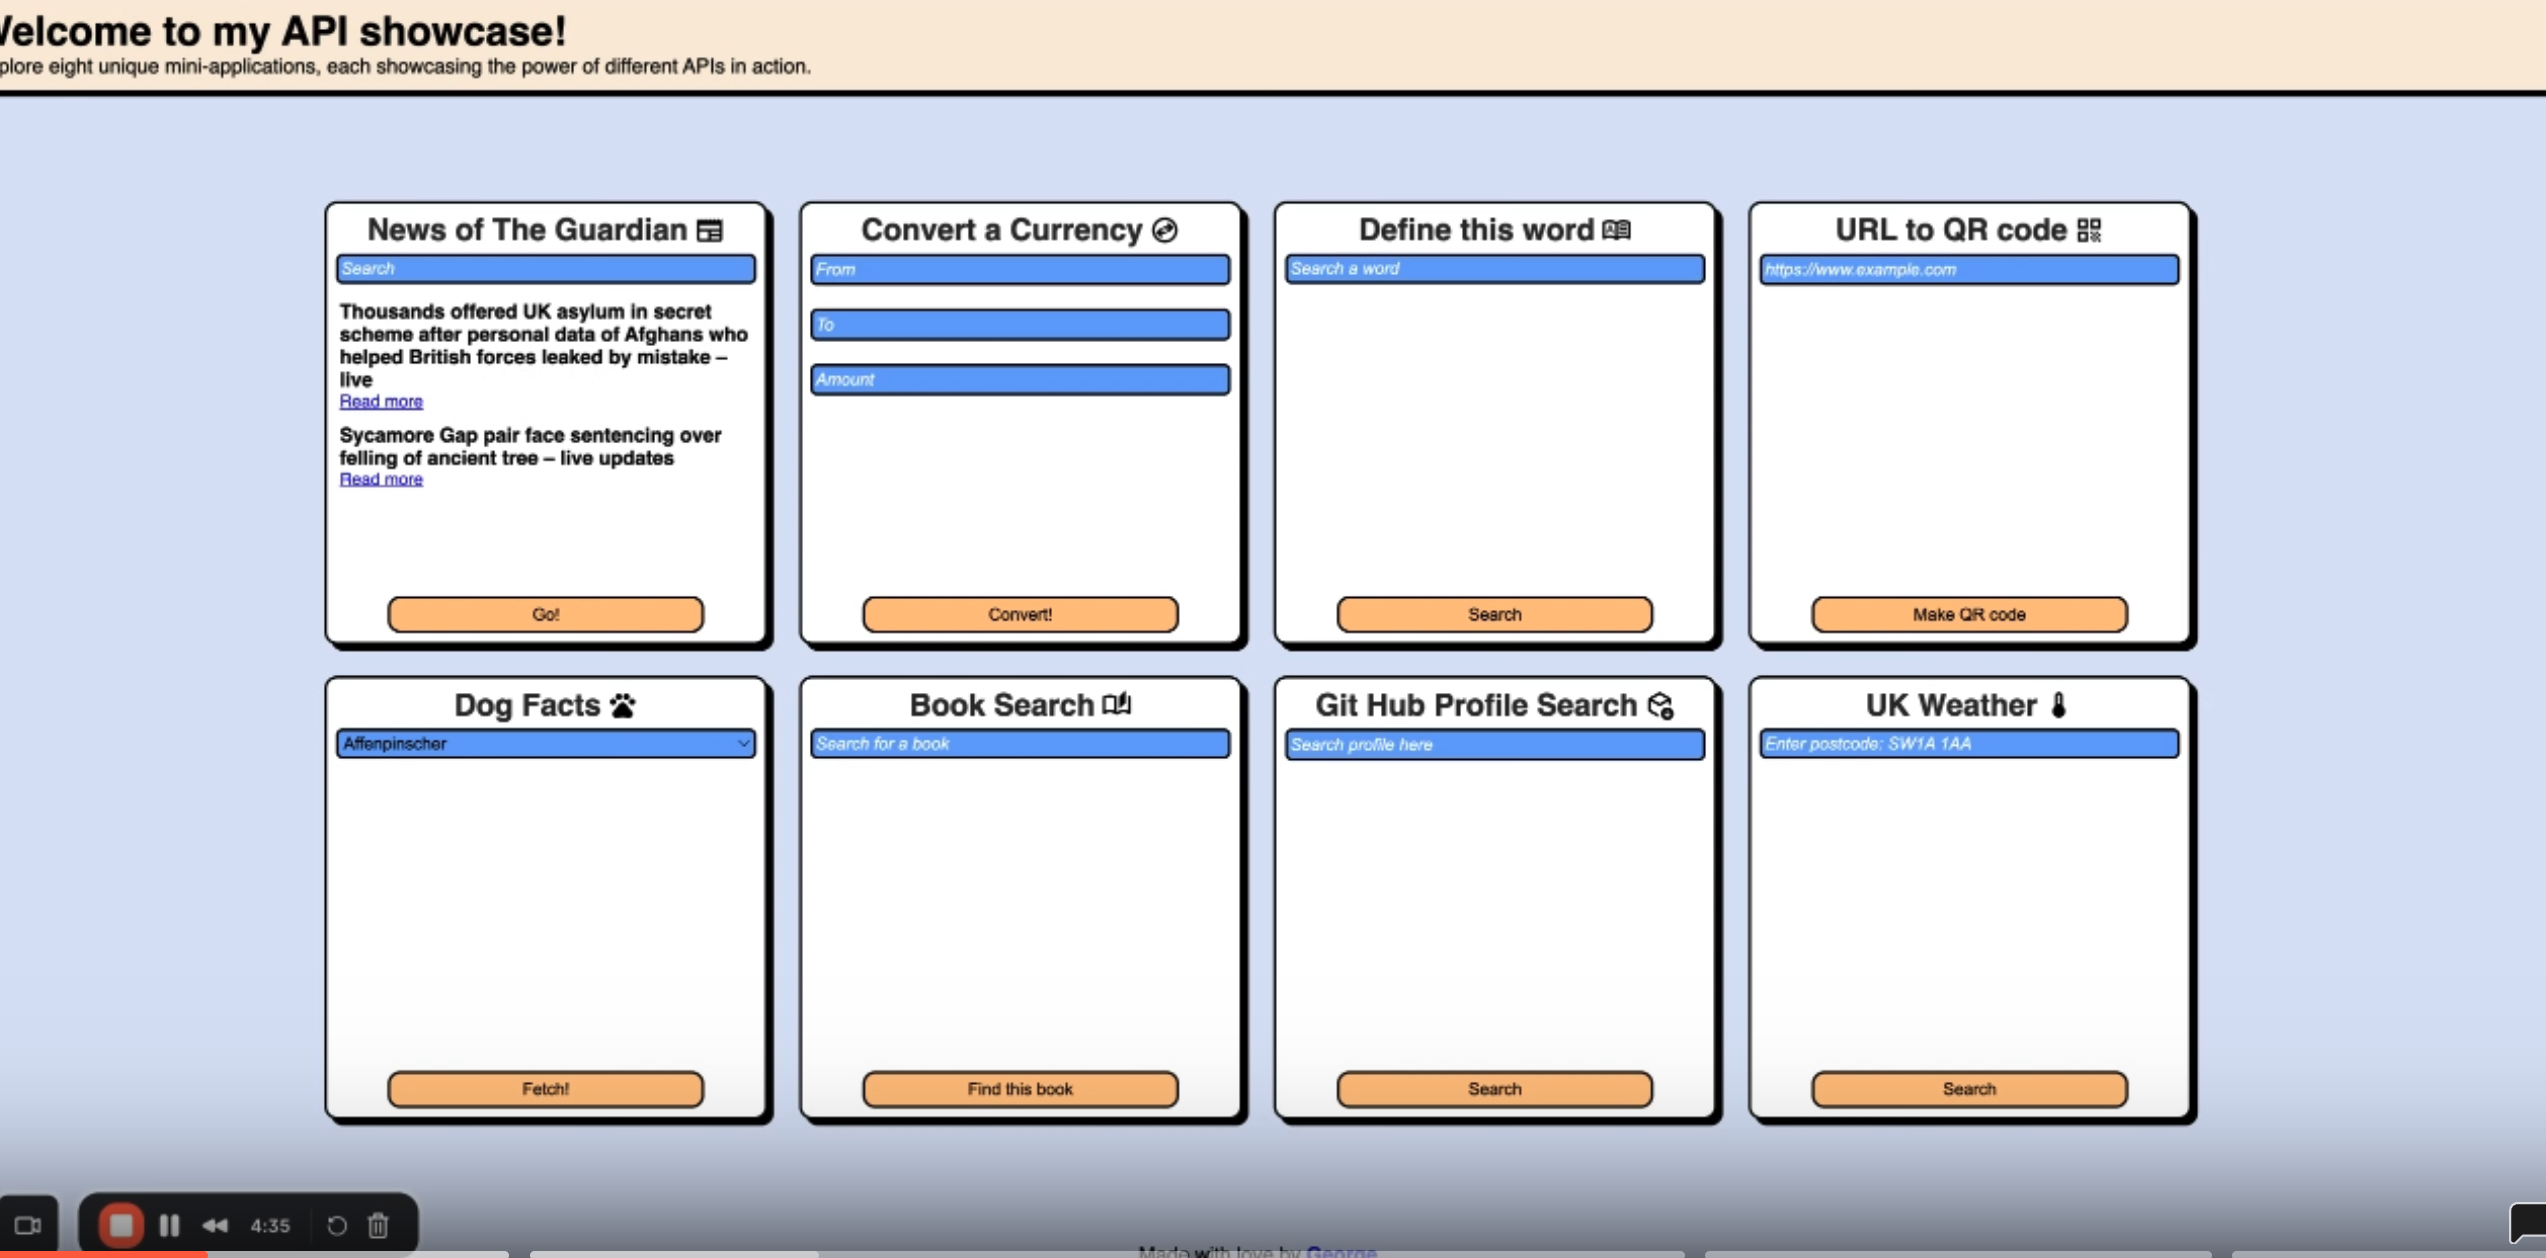 Welcome to my API showcase!
plore eight unique mini-applications, each showcasing the power of different APIs in action.
News of The Guardian
Search
Thousands offered UK asylum in secret
scheme after personal data of Afghans who
helped British forces leaked by mistake –
live
Read more
Sycamore Gap pair face sentencing over
felling of ancient tree – live updates
Read more
Go!
Convert a Currency
From
To
Amount
Convert!
Define this word
Search a word
Search
URL to QR code
https://www.example.com
Make QR code
Dog Facts
Affenpinscher
Fetch!
Book Search
Search for a book
Find this book
Git Hub Profile Search
Search profile here
Search
UK Weather
Enter postcode: SW1A 1AA
Search
4:35
Made with love by George